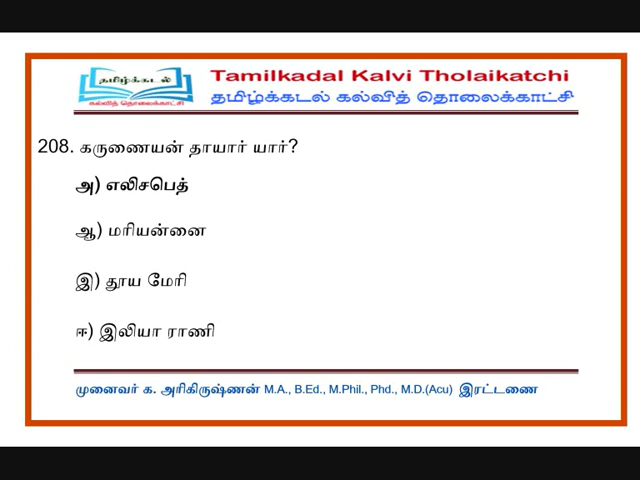 தமிழ்க்கடல்
கல்வித் தொலைகாட்சி
Tamilkadal Kalvi Tholaikatchi
தமிழ்க்கடல் கல்வித் தொலைக்காட்சி
208. கருணையன் தாயார் யார்?
அ) எலிசபெத்
ஆ) மரியன்னை
இ) தூய மேரி
ஈ) இலியா ராணி
முனைவர் க. அரிகிருஷ்ணன் M.A., B.Ed., M.Phil., Phd., M.D.(Acu) இரட்டணை